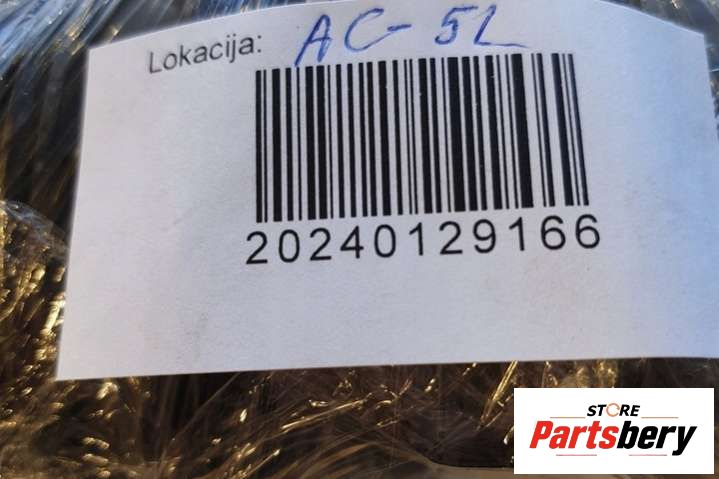 Lokacija: AC-5L
20240129166
STORE
Partsbery